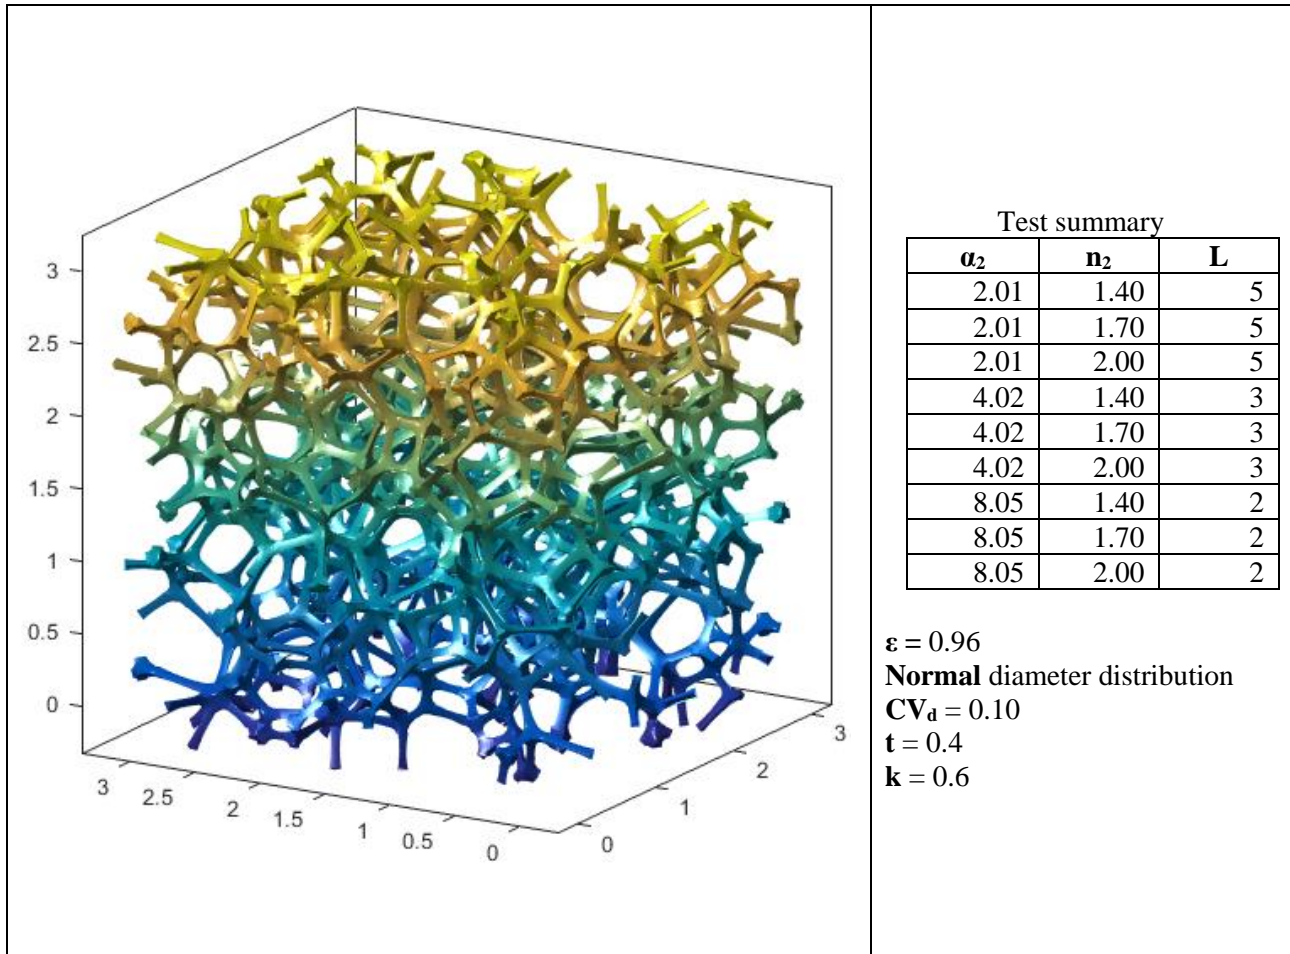 3
2.5
2
1.5
1
0.5
0
3
2.5
2
1.5
1
0.5
0
0
1
2
3
Test summary
α₂ n₂ L
2.01 1.40 5
2.01 1.70 5
2.01 2.00 5
4.02 1.40 3
4.02 1.70 3
4.02 2.00 3
8.05 1.40 2
8.05 1.70 2
8.05 2.00 2
ε = 0.96
Normal diameter distribution
CV_d = 0.10
t = 0.4
k = 0.6